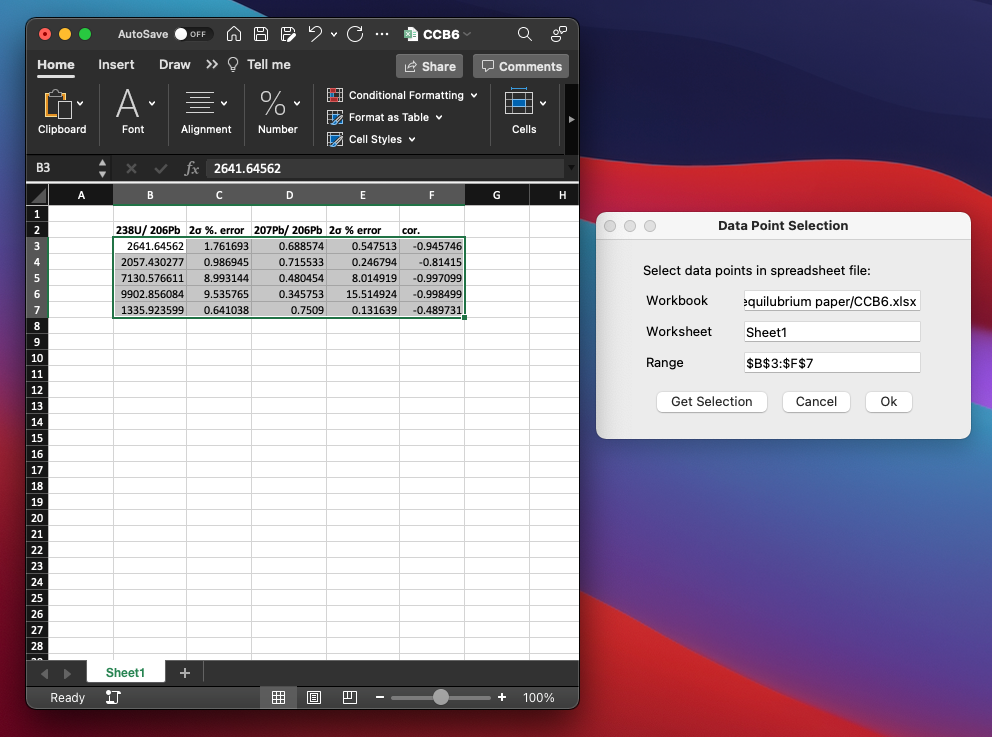 AutoSave OFF ... CCB6
Home Insert Draw >> Tell me Share Comments
Clipboard Font Alignment % Number Conditional Formatting Format as Table Cell Styles Cells
B3 fx 2641.64562
A B C D E F G H
1
2 238U/ 206Pb 2σ %. error 207Pb/ 206Pb 2σ % error cor.
3 2641.64562 1.761693 0.688574 0.547513 -0.945746
4 2057.430277 0.986945 0.715533 0.246794 -0.81415
5 7130.576611 8.993144 0.480454 8.014919 -0.997099
6 9902.856084 9.535765 0.345753 15.514924 -0.998499
7 1335.923599 0.641038 0.7509 0.131639 -0.489731
8
9
10
11
12
13
14
15
16
17
18
19
20
21
22
23
24
25
26
27
28
29
Sheet1 +
Ready 100%
Data Point Selection
Select data points in spreadsheet file:
Workbook equilubrium paper/CCB6.xlsx
Worksheet Sheet1
Range $B$3:$F$7
Get Selection Cancel Ok